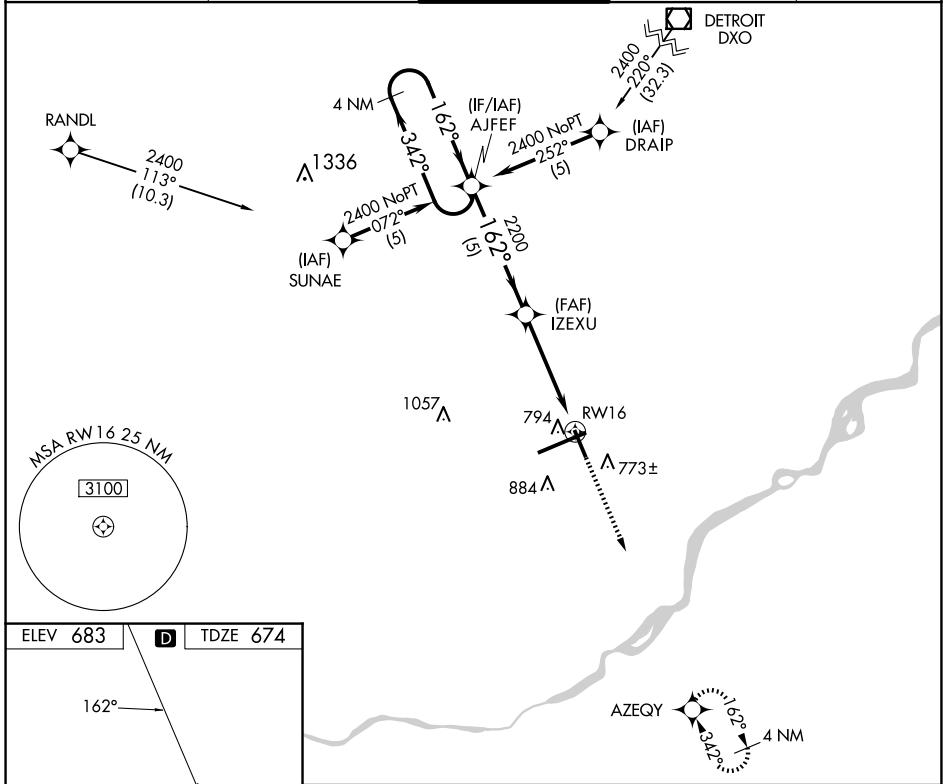 DETROIT
DXO
2400
220°
(32.3)
4 NM
162°
342°
(IF/IAF)
AJFEF
2400 NoPT
252°
(5)
(IAF)
DRAIP
RANDL
2400
113°
(10.3)
1336
2400 NoPT
072°
(5)
(IAF)
SUNAE
2200
162°
(5)
(FAF)
IZEXU
1057
794
RW16
773±
884
MSA RW16 25 NM
3100
ELEV 683
D
TDZE 674
162°
AZEQY
162°
342°
4 NM